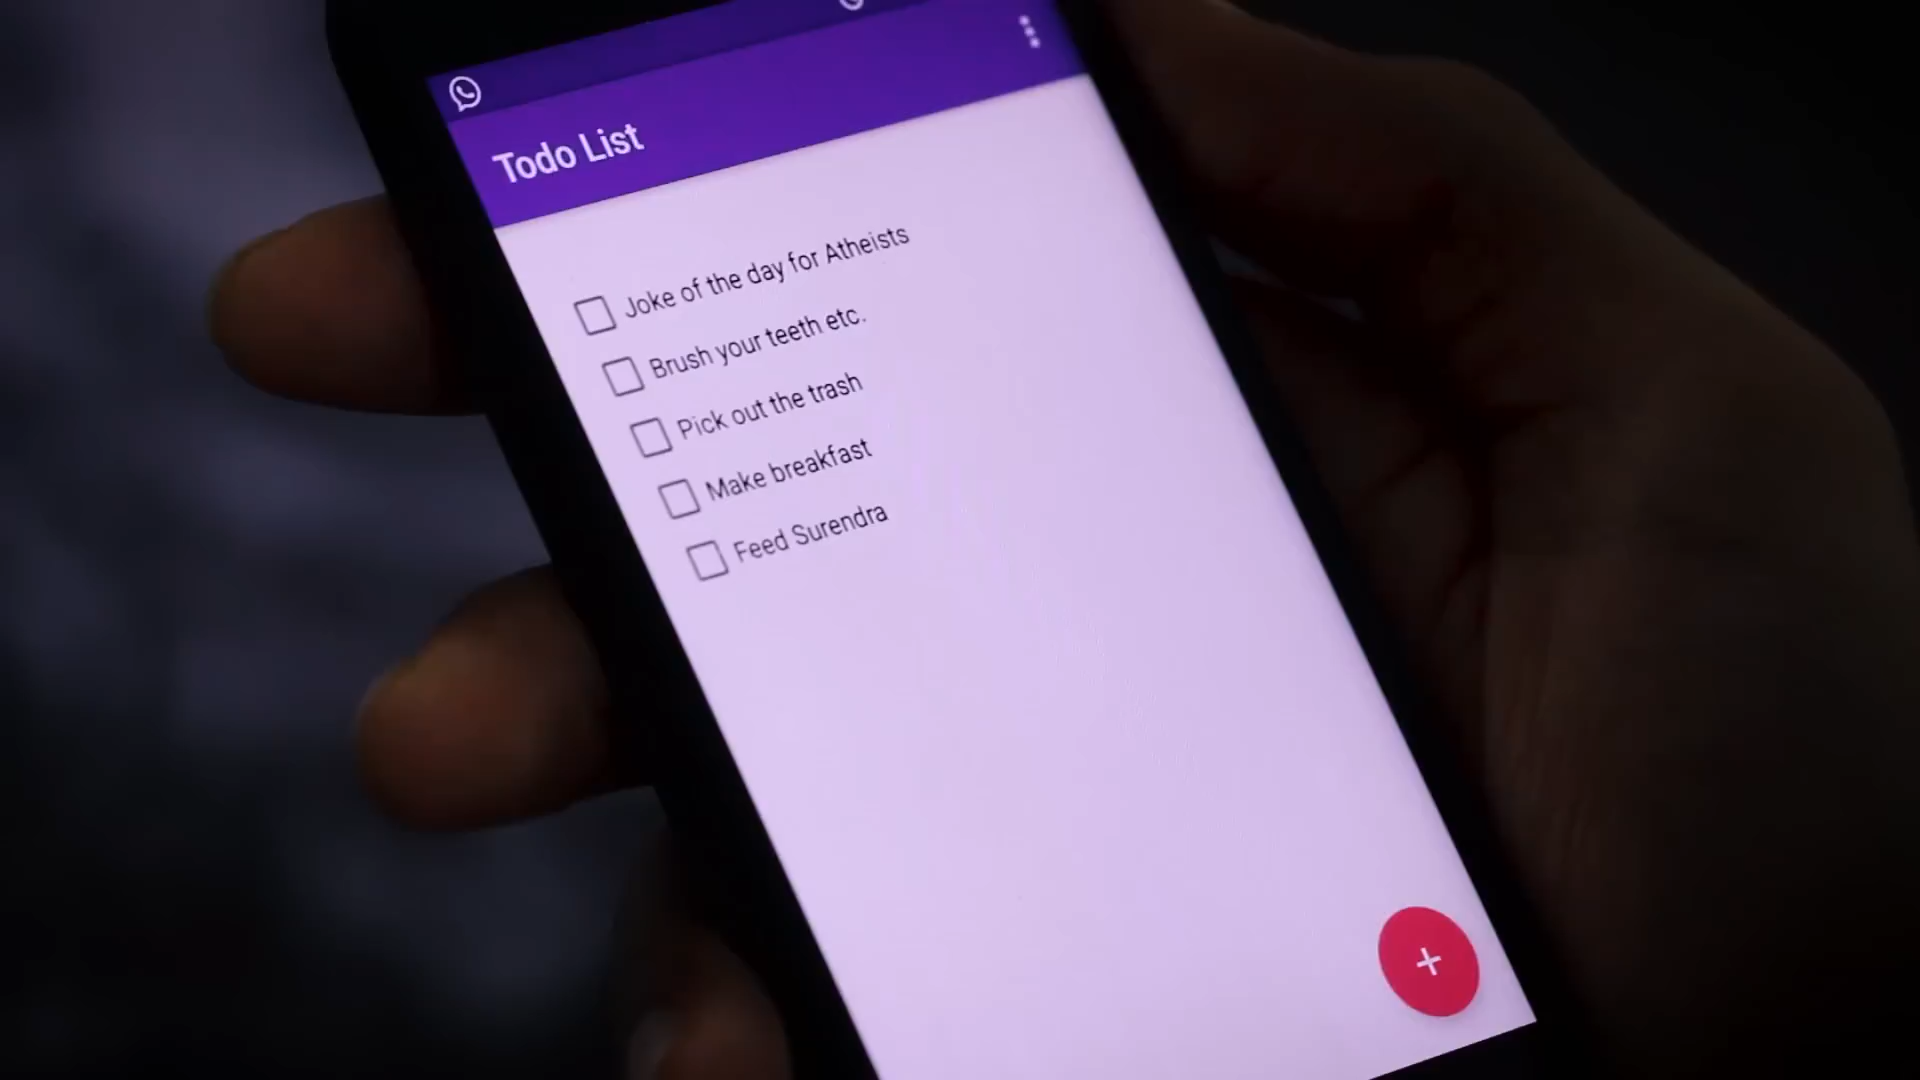 Todo List
Joke of the day for Atheists
Brush your teeth etc.
Pick out the trash
Make breakfast
Feed Surendra
+